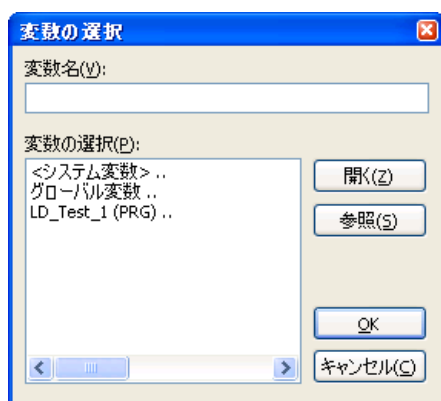 変数の選択
変数名(V):
変数の選択(P):
<システム変数> ..
グローバル変数 ..
LD_Test_1 (PRG) ..
開く(Z)
参照(S)
OK
キャンセル(C)